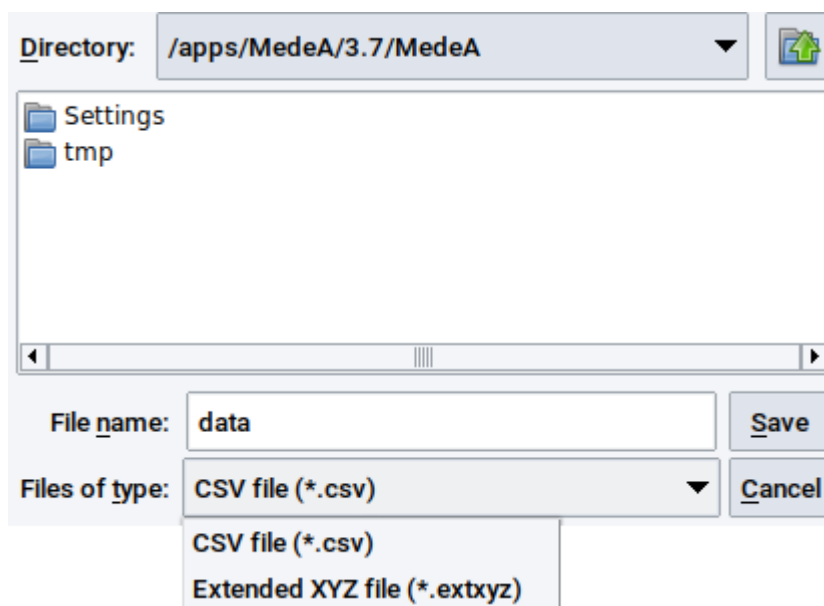 Directory: /apps/MedeA/3.7/MedeA
Settings
tmp
File name: data Save
Files of type: CSV file (*.csv) Cancel
CSV file (*.csv)
Extended XYZ file (*.extxyz)